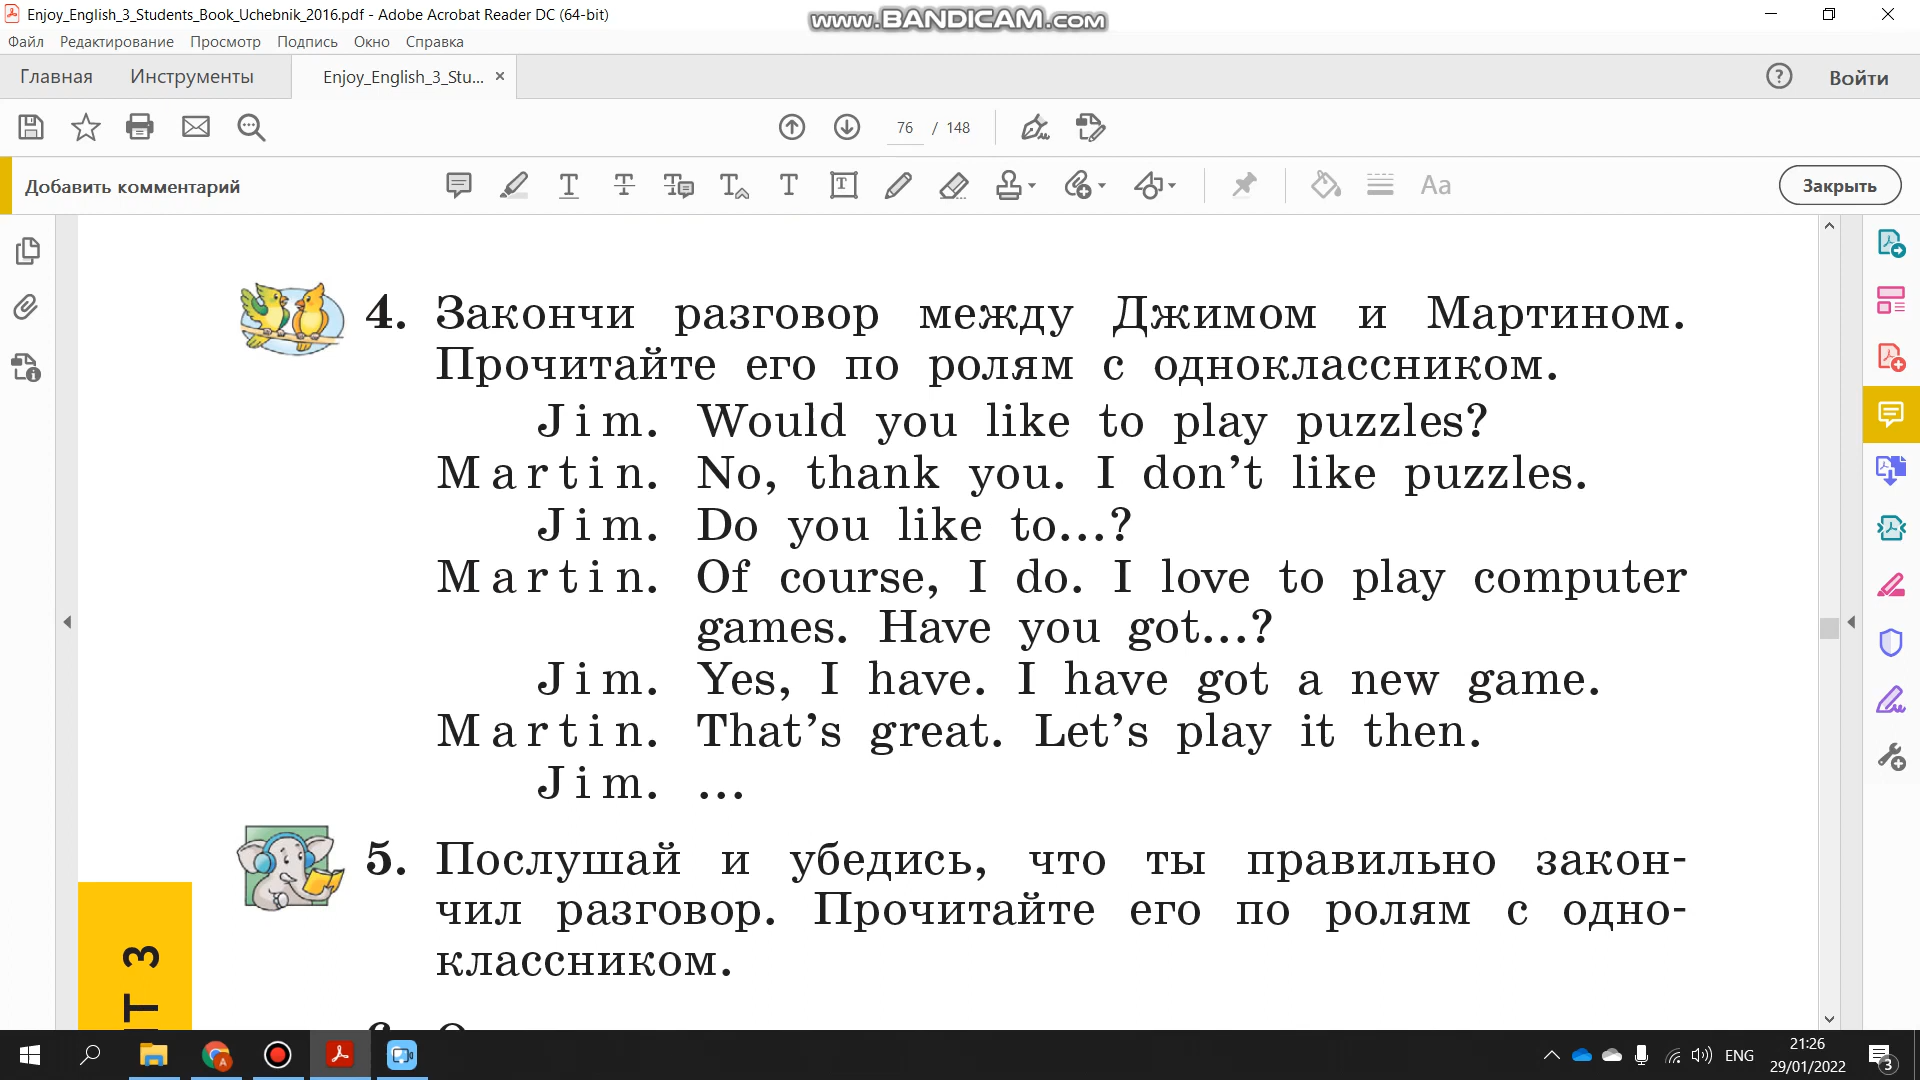 Enjoy_English_3_Students_Book_Uchebnik_2016.pdf - Adobe Acrobat Reader DC (64-bit)
www.BANDICAM.com
Файл Редактирование Просмотр Подпись Окно Справка
Главная Инструменты Enjoy_English_3_Stu... × Войти
76 / 148
Добавить комментарий Aa Закрыть
4. Закончи разговор между Джимом и Мартином.
Прочитайте его по ролям с одноклассником.
Jim. Would you like to play puzzles?
Martin. No, thank you. I don't like puzzles.
Jim. Do you like to...?
Martin. Of course, I do. I love to play computer
games. Have you got...?
Jim. Yes, I have. I have got a new game.
Martin. That's great. Let's play it then.
Jim. ...
5. Послушай и убедись, что ты правильно закон-
чил разговор. Прочитайте его по ролям с одно-
классником.
3
ENG
21:26
29/01/2022
3